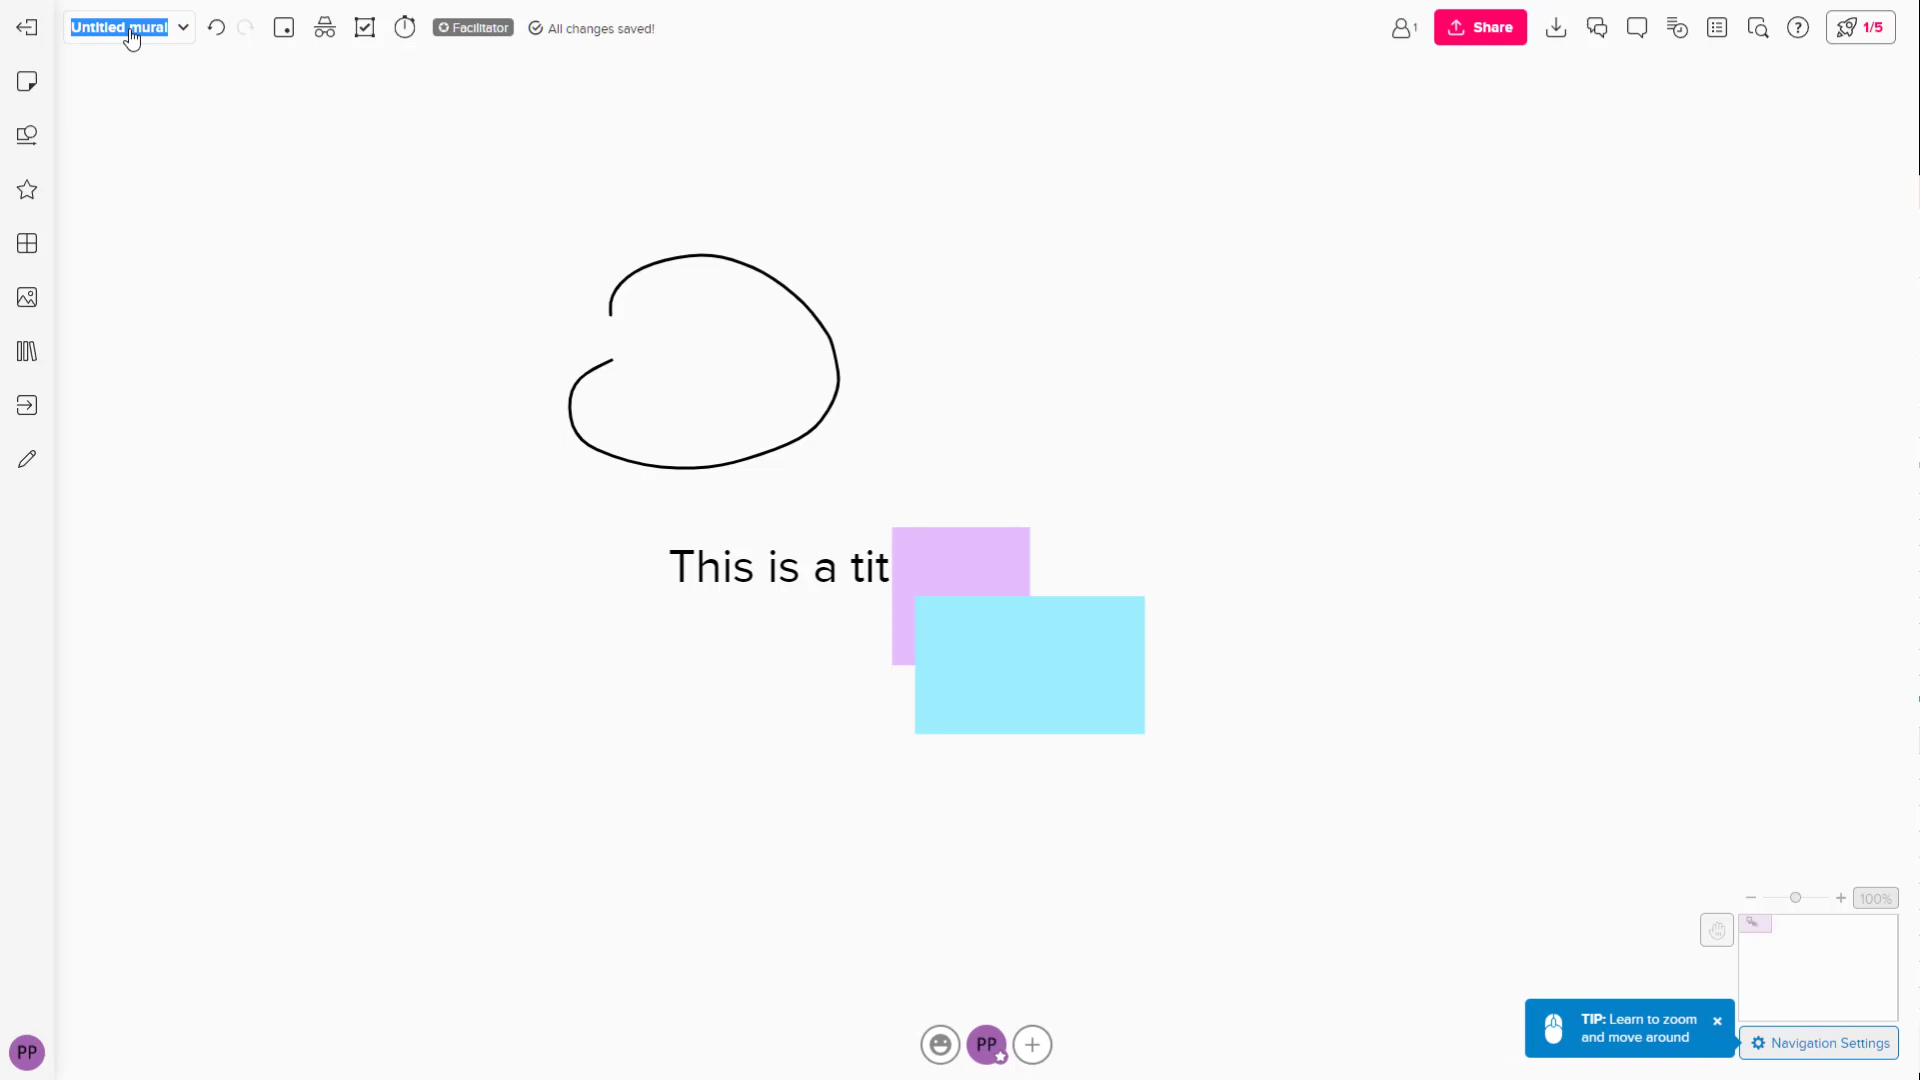 Untitled mural
Facilitator
All changes saved!
1
Share
1/5
This is a tit
100%
TIP: Learn to zoom
and move around
Navigation Settings
PP
PP